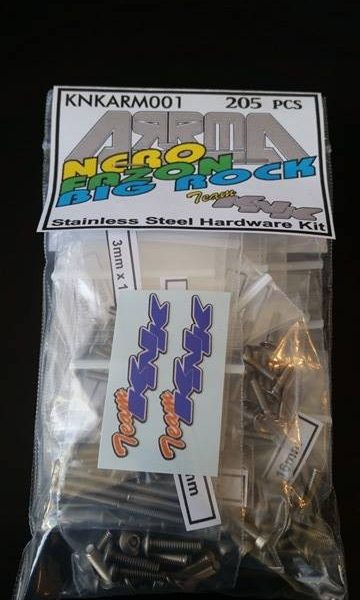 KNKARM001 205 PCS
ARRMA
NERO
FAZON
BIG ROCK
Team KNK
Stainless Steel Hardware Kit
3mm x 1
Team KNK
Team KNK
mm